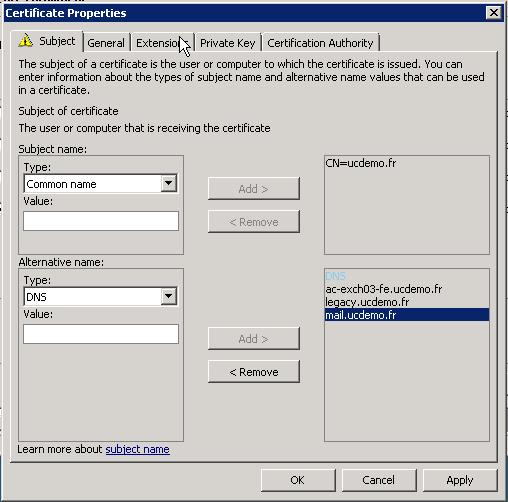 Certificate Properties
Subject
General
Extensions
Private Key
Certification Authority
The subject of a certificate is the user or computer to which the certificate is issued. You can
enter information about the types of subject name and alternative name values that can be used
in a certificate.
Subject of certificate
The user or computer that is receiving the certificate
Subject name:
Type:
Common name
Value:
Add >
< Remove
CN=ucdemo.fr
Alternative name:
Type:
DNS
Value:
Add >
< Remove
DNS
ac-exch03-fe.ucdemo.fr
legacy.ucdemo.fr
mail.ucdemo.fr
Learn more about subject name
OK
Cancel
Apply